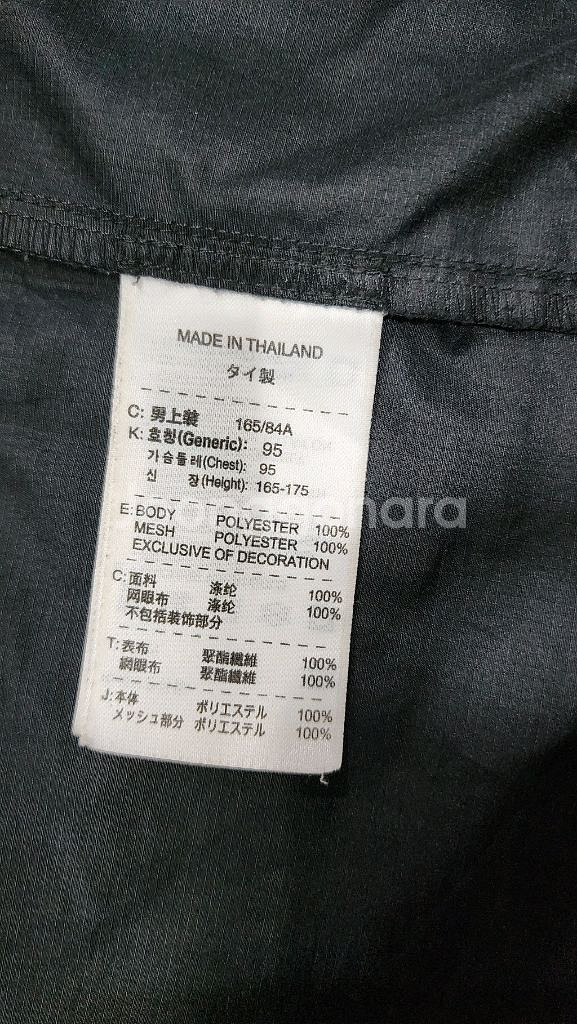 MADE IN THAILAND
タイ製
C: 男上装 165/84A
K: 호칭(Generic): 95
가슴둘레(Chest): 95
신 장(Height): 165-175
E: BODY POLYESTER 100%
MESH POLYESTER 100%
EXCLUSIVE OF DECORATION
C: 面料 涤纶 100%
网眼布 涤纶 100%
不包括装饰部分
T: 表布 聚酯纖維 100%
網眼布 聚酯纖維 100%
J: 本体 ポリエステル 100%
メッシュ部分 ポリエステル 100%